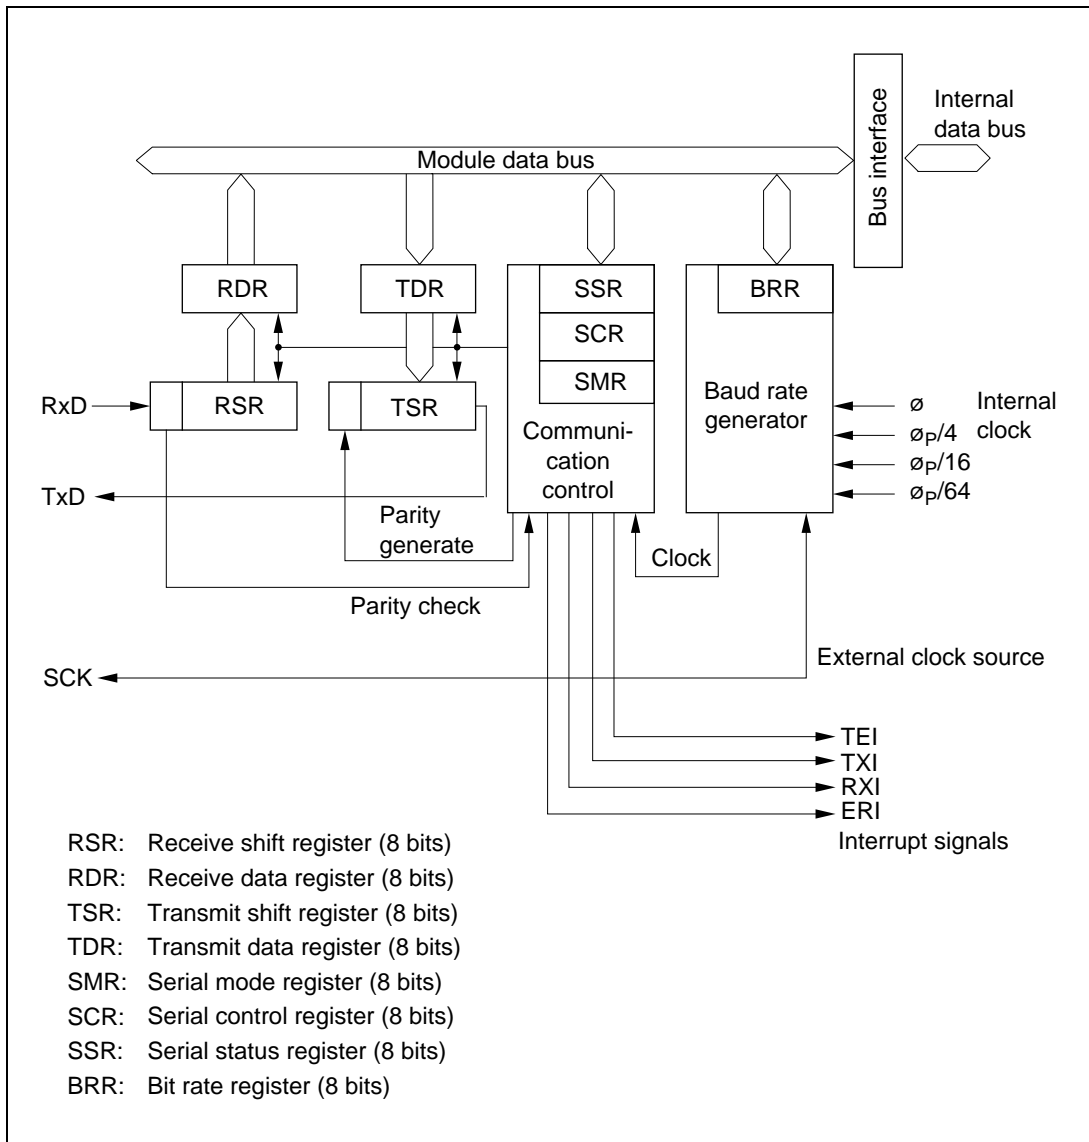 Internal
data bus
Bus interface
Module data bus
RDR
TDR
SSR
BRR
SCR
SMR
RxD
RSR
TSR
Baud rate
generator
ø
Internal
clock
øP/4
øP/16
øP/64
Communi-
cation
control
TxD
Parity
generate
Clock
Parity check
External clock source
SCK
TEI
TXI
RXI
ERI
Interrupt signals
RSR: Receive shift register (8 bits)
RDR: Receive data register (8 bits)
TSR: Transmit shift register (8 bits)
TDR: Transmit data register (8 bits)
SMR: Serial mode register (8 bits)
SCR: Serial control register (8 bits)
SSR: Serial status register (8 bits)
BRR: Bit rate register (8 bits)